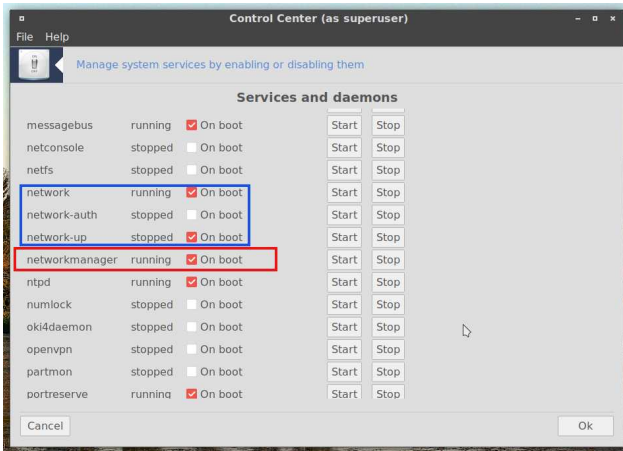 Control Center (as superuser)
File Help
Manage system services by enabling or disabling them
Services and daemons
messagebus running On boot Start Stop
netconsole stopped On boot Start Stop
netfs stopped On boot Start Stop
network running On boot Start Stop
network-auth stopped On boot Start Stop
network-up stopped On boot Start Stop
networkmanager running On boot Start Stop
ntpd running On boot Start Stop
numlock stopped On boot Start Stop
oki4daemon stopped On boot Start Stop
openvpn stopped On boot Start Stop
partmon stopped On boot Start Stop
portreserve running On boot Start Stop
Cancel Ok